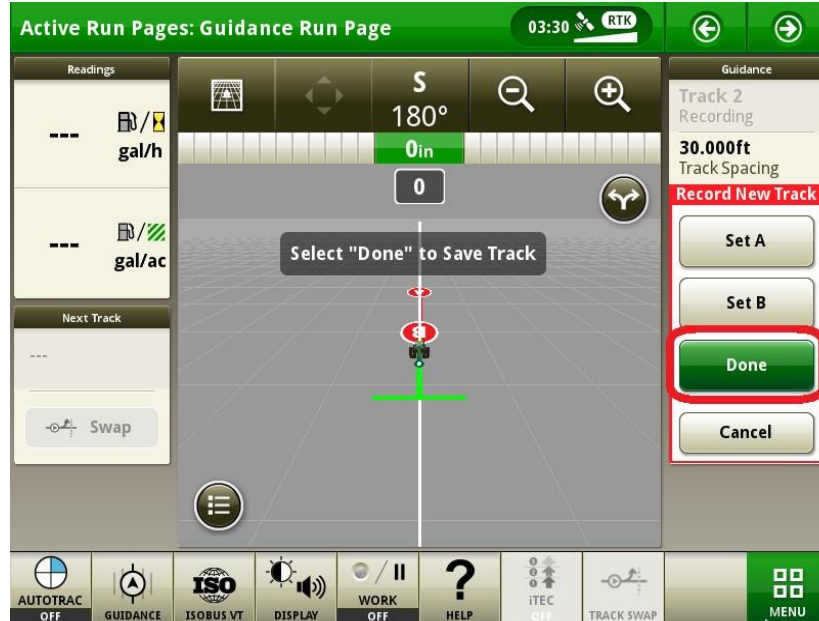 Active Run Pages: Guidance Run Page
03:30
RTK
Readings
---
gal/h
---
gal/ac
Next Track
---
Swap
S
180°
0in
0
Select "Done" to Save Track
A
B
Guidance
Track 2
Recording
30.000ft
Track Spacing
Record New Track
Set A
Set B
Done
Cancel
AUTOTRAC
OFF
GUIDANCE
ISO
ISOBUS VT
DISPLAY
WORK
OFF
?
HELP
iTEC
OFF
TRACK SWAP
MENU